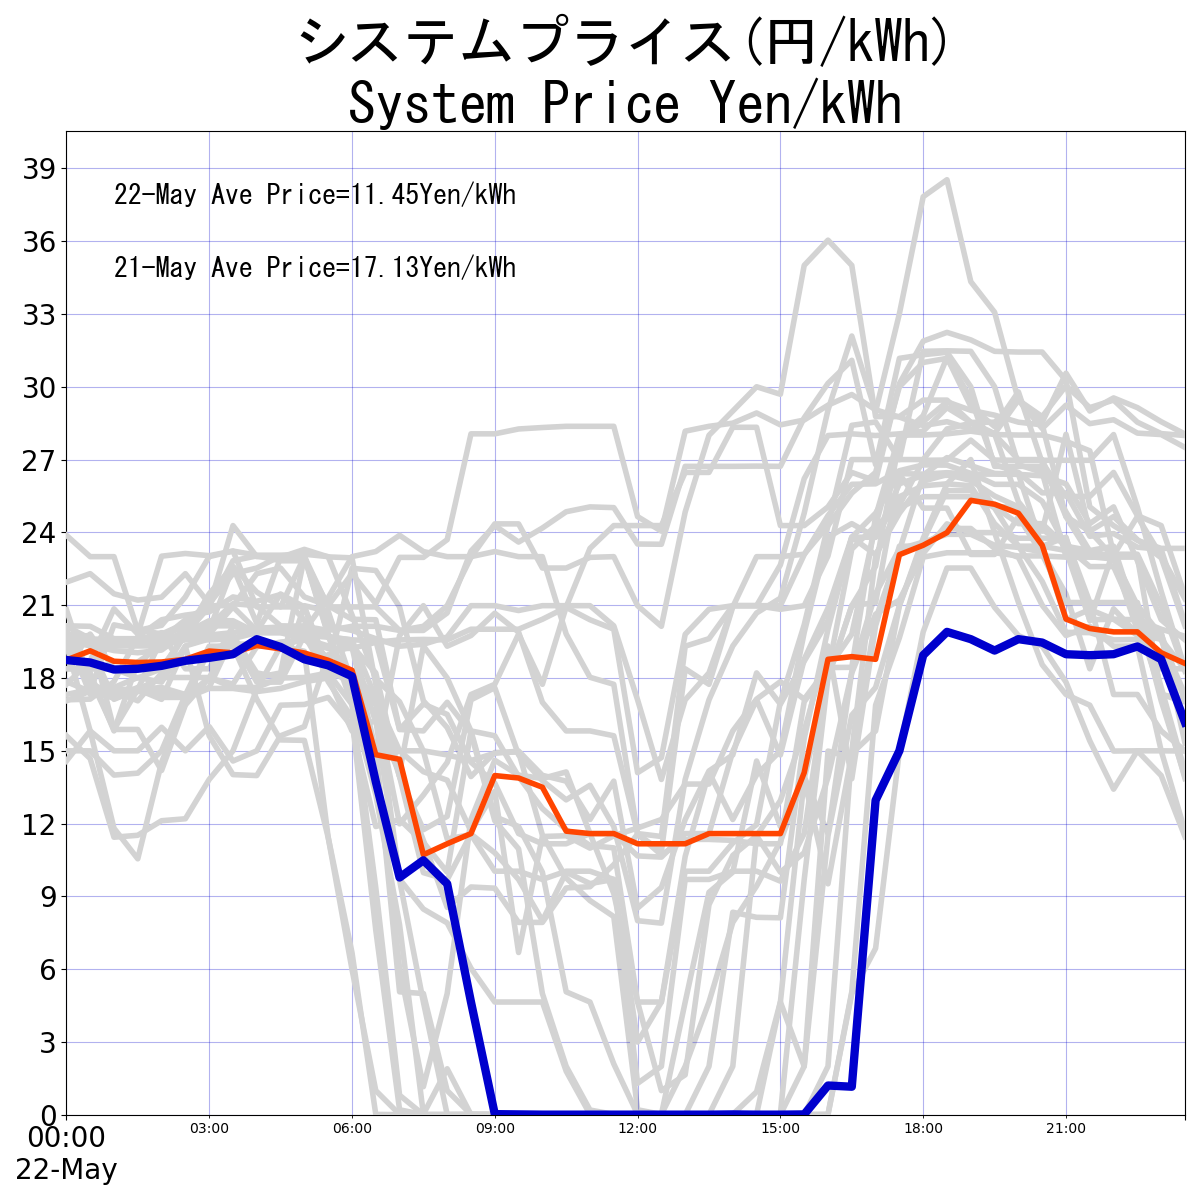 システムプライス(円/kWh)
System Price Yen/kWh
39
22-May Ave Price=11.45Yen/kWh
36
21-May Ave Price=17.13Yen/kWh
33
30
27
24
21
18
15
12
9
6
3
0
00:00 03:00 06:00 09:00 12:00 15:00 18:00 21:00
22-May